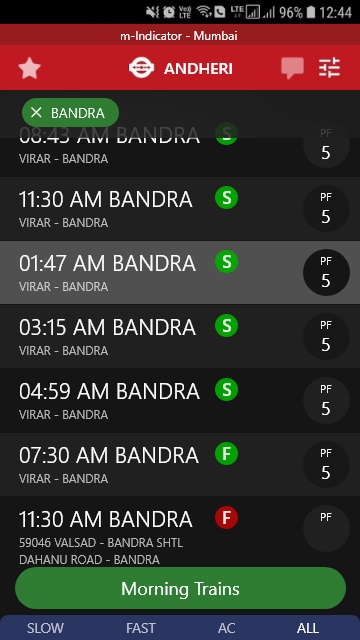 Vo))
LTE
LTE
96%
12:44
m-Indicator - Mumbai
ANDHERI
× BANDRA
08:43 AM BANDRA S PF
VIRAR - BANDRA 5
11:30 AM BANDRA S PF
VIRAR - BANDRA 5
01:47 AM BANDRA S PF
VIRAR - BANDRA 5
03:15 AM BANDRA S PF
VIRAR - BANDRA 5
04:59 AM BANDRA S PF
VIRAR - BANDRA 5
07:30 AM BANDRA F PF
VIRAR - BANDRA 5
11:30 AM BANDRA F PF
59046 VALSAD - BANDRA SHTL
DAHANU ROAD - BANDRA
Morning Trains
SLOW FAST AC ALL